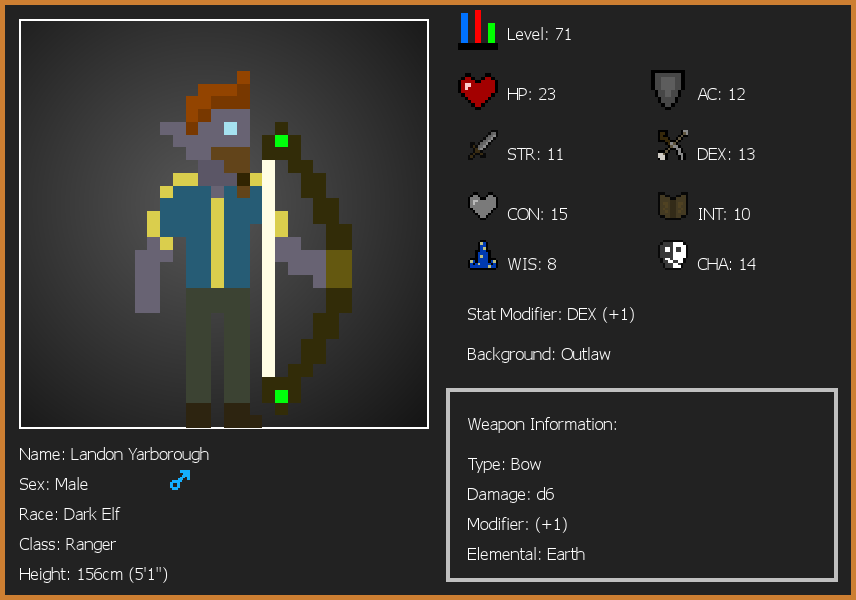 Level: 71
HP: 23
AC: 12
STR: 11
DEX: 13
CON: 15
INT: 10
WIS: 8
CHA: 14
Stat Modifier: DEX (+1)
Background: Outlaw
Weapon Information:
Type: Bow
Damage: d6
Modifier: (+1)
Elemental: Earth
Name: Landon Yarborough
Sex: Male
Race: Dark Elf
Class: Ranger
Height: 156cm (5'1")